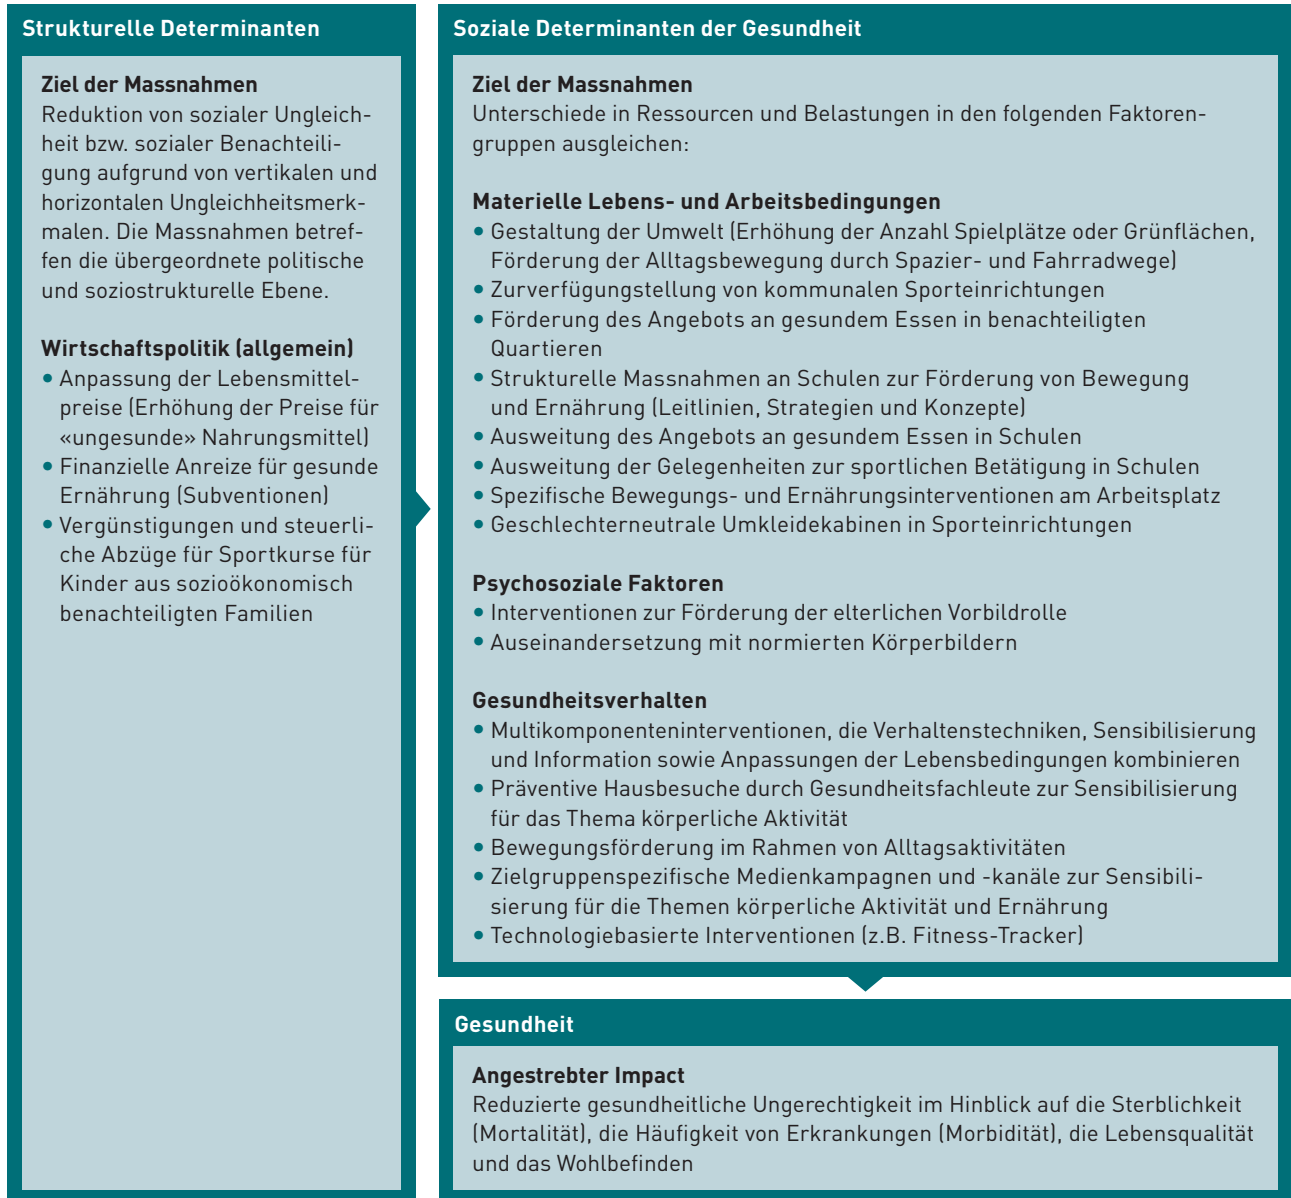 Strukturelle Determinanten
Ziel der Massnahmen
Reduktion von sozialer Ungleich-
heit bzw. sozialer Benachteili-
gung aufgrund von vertikalen und
horizontalen Ungleichheitsmerk-
malen. Die Massnahmen betref-
fen die übergeordnete politische
und soziostrukturelle Ebene.
Wirtschaftspolitik (allgemein)
• Anpassung der Lebensmittel-
preise (Erhöhung der Preise für
«ungesunde» Nahrungsmittel)
• Finanzielle Anreize für gesunde
Ernährung (Subventionen)
• Vergünstigungen und steuerli-
che Abzüge für Sportkurse für
Kinder aus sozioökonomisch
benachteiligten Familien
Soziale Determinanten der Gesundheit
Ziel der Massnahmen
Unterschiede in Ressourcen und Belastungen in den folgenden Faktoren-
gruppen ausgleichen:
Materielle Lebens- und Arbeitsbedingungen
• Gestaltung der Umwelt (Erhöhung der Anzahl Spielplätze oder Grünflächen,
Förderung der Alltagsbewegung durch Spazier- und Fahrradwege)
• Zurverfügungstellung von kommunalen Sporteinrichtungen
• Förderung des Angebots an gesundem Essen in benachteiligten
Quartieren
• Strukturelle Massnahmen an Schulen zur Förderung von Bewegung
und Ernährung (Leitlinien, Strategien und Konzepte)
• Ausweitung des Angebots an gesundem Essen in Schulen
• Ausweitung der Gelegenheiten zur sportlichen Betätigung in Schulen
• Spezifische Bewegungs- und Ernährungsinterventionen am Arbeitsplatz
• Geschlechterneutrale Umkleidekabinen in Sporteinrichtungen
Psychosoziale Faktoren
• Interventionen zur Förderung der elterlichen Vorbildrolle
• Auseinandersetzung mit normierten Körperbildern
Gesundheitsverhalten
• Multikomponenteninterventionen, die Verhaltenstechniken, Sensibilisierung
und Information sowie Anpassungen der Lebensbedingungen kombinieren
• Präventive Hausbesuche durch Gesundheitsfachleute zur Sensibilisierung
für das Thema körperliche Aktivität
• Bewegungsförderung im Rahmen von Alltagsaktivitäten
• Zielgruppenspezifische Medienkampagnen und -kanäle zur Sensibili-
sierung für die Themen körperliche Aktivität und Ernährung
• Technologiebasierte Interventionen (z.B. Fitness-Tracker)
Gesundheit
Angestrebter Impact
Reduzierte gesundheitliche Ungerechtigkeit im Hinblick auf die Sterblichkeit
(Mortalität), die Häufigkeit von Erkrankungen (Morbidität), die Lebensqualität
und das Wohlbefinden